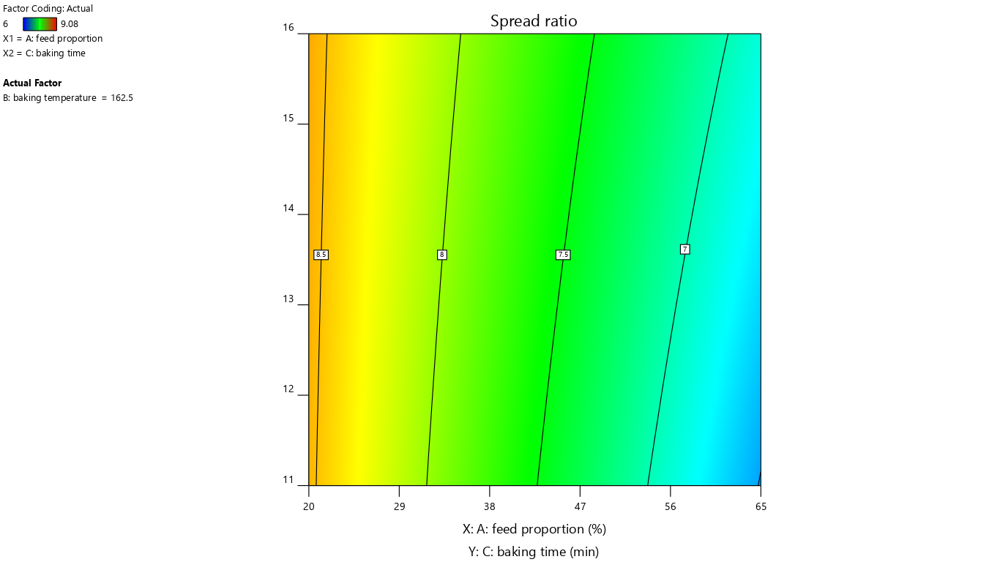 Factor Coding: Actual
6 9.08
X1 = A: feed proportion
X2 = C: baking time
Actual Factor
B: baking temperature = 162.5
Spread ratio
16
15
14
13
12
11
8.5 8 7.5 7
20 29 38 47 56 65
X: A: feed proportion (%)
Y: C: baking time (min)